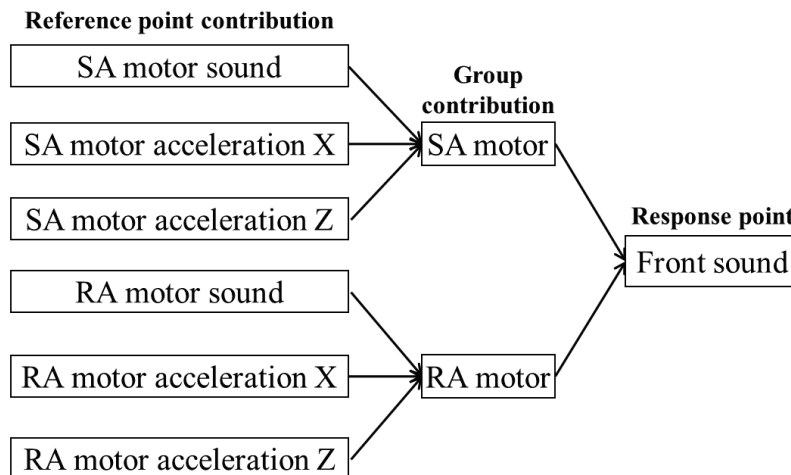 Reference point contribution
SA motor sound
SA motor acceleration X
SA motor acceleration Z
RA motor sound
RA motor acceleration X
RA motor acceleration Z
Group
contribution
SA motor
RA motor
Response point
Front sound